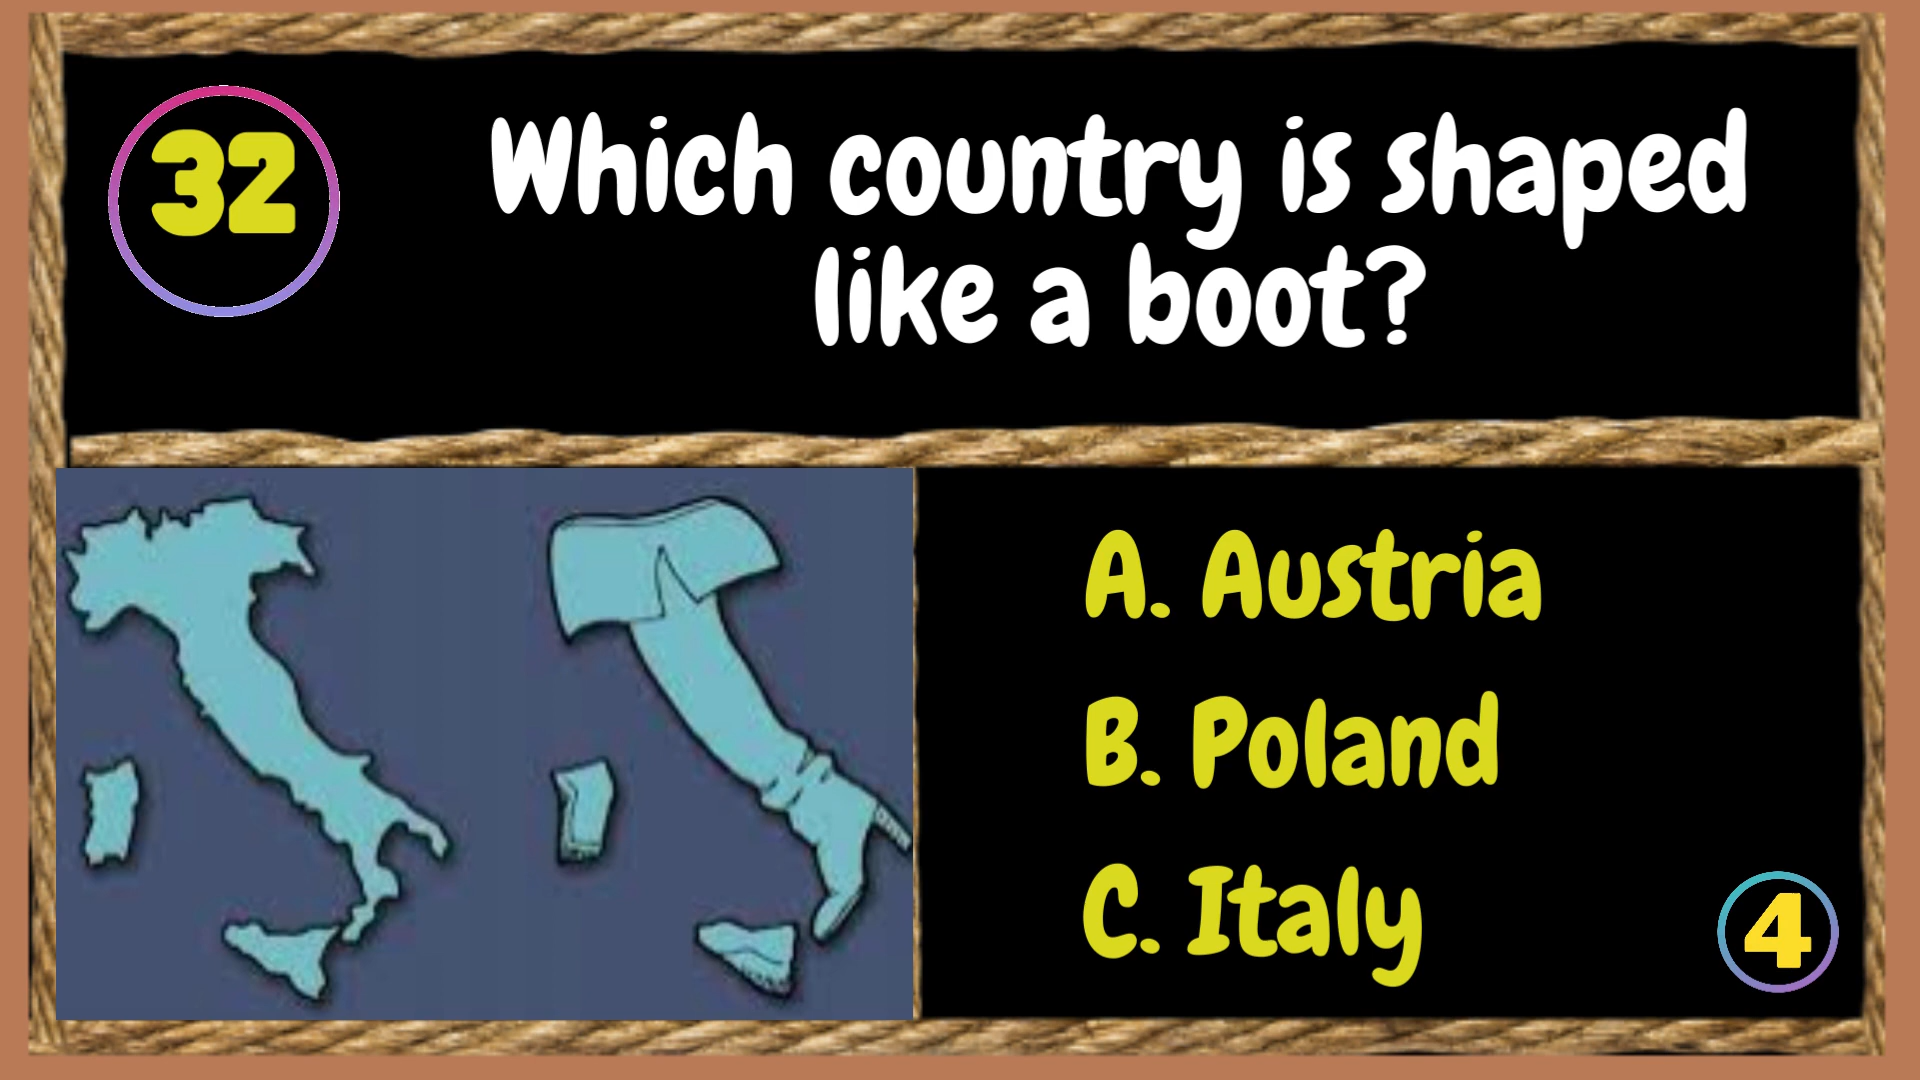 32
Which country is shaped
like a boot?
A. Austria
B. Poland
C. Italy
4